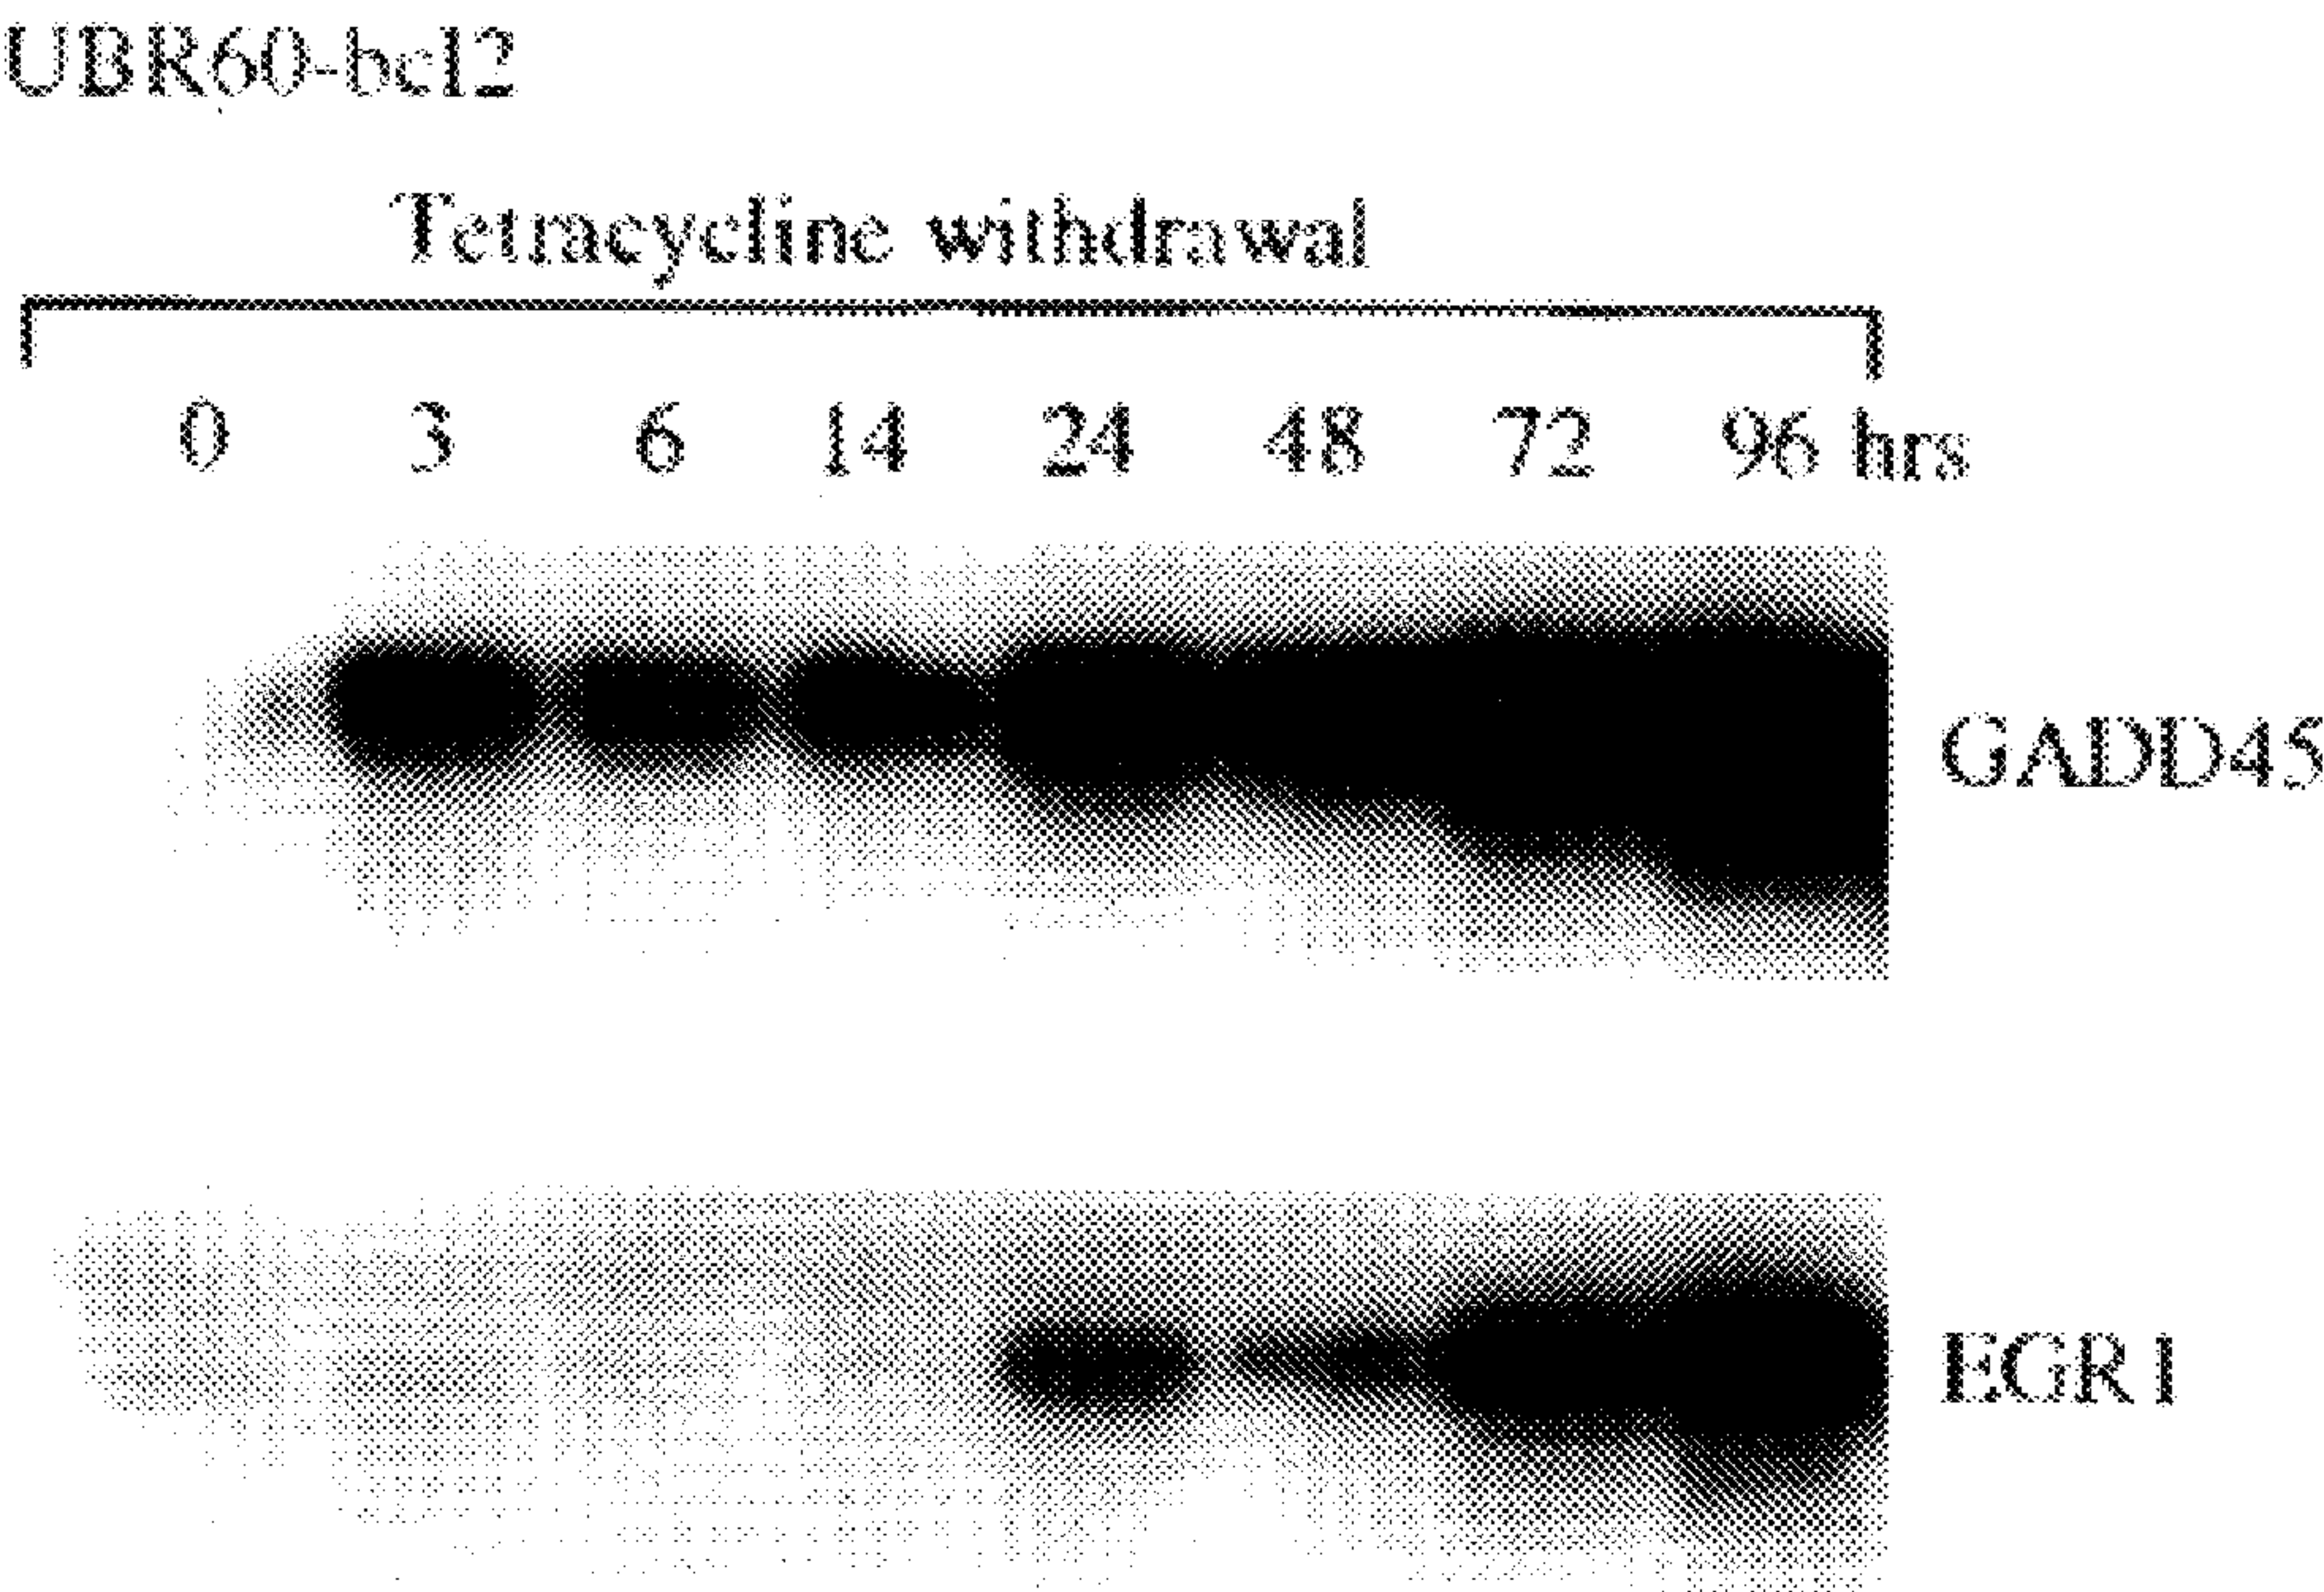 UBR60-bcl2
Tetracycline withdrawal
0 3 6 14 24 48 72 96 hrs
GADD45
EGR1